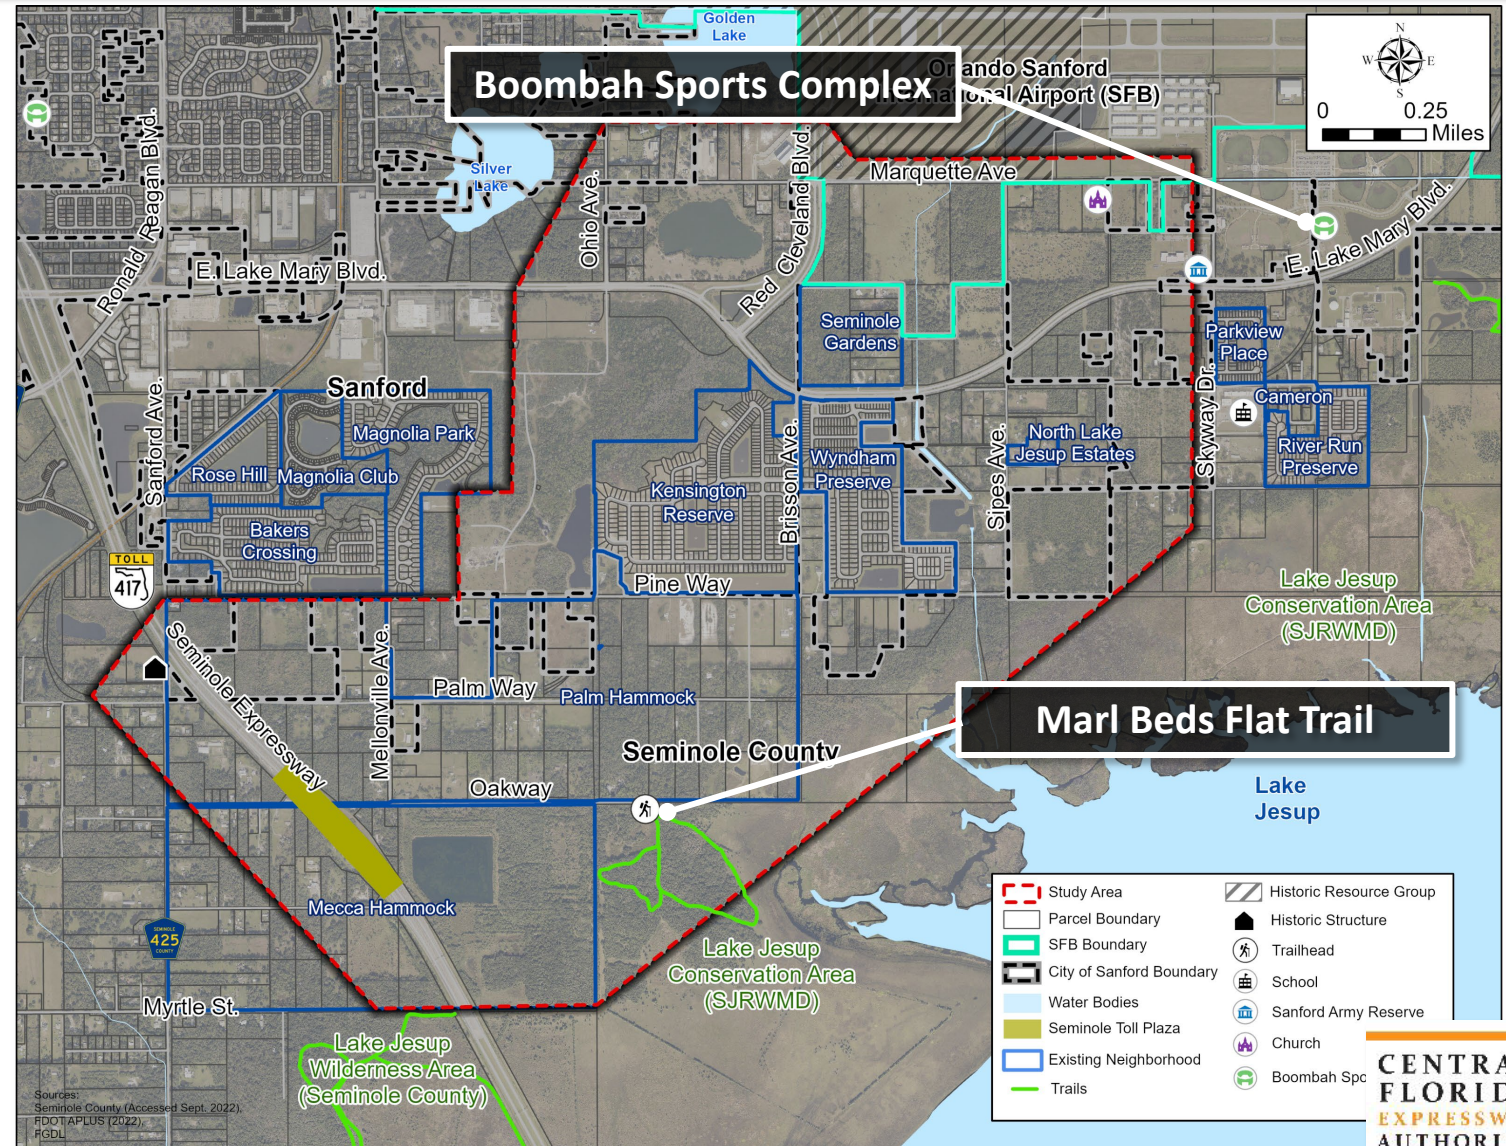 Golden
Lake
Boombah Sports Complex
Orlando Sanford
International Airport (SFB)
N
W
E
S
0
0.25
Miles
Ronald Reagan Blvd.
Silver
Lake
Ohio Ave.
Red Cleveland Blvd.
Marquette Ave
E. Lake Mary Blvd.
E. Lake Mary Blvd.
Seminole
Gardens
Parkview
Place
Sanford
Sanford Ave.
Magnolia Park
Rose Hill
Magnolia Club
Bakers
Crossing
Kensington
Reserve
Brisson Ave.
Wyndham
Preserve
Sipes Ave.
North Lake
Jesup Estates
Skyway Dr.
Cameron
River Run
Preserve
TOLL
417
Pine Way
Lake Jesup
Conservation Area
(SJRWMD)
Seminole Expressway
Mellonville Ave.
Palm Way
Palm Hammock
Marl Beds Flat Trail
Seminole County
Oakway
Lake
Jesup
Mecca Hammock
SEMINOLE
425
COUNTY
Lake Jesup
Conservation Area
(SJRWMD)
Myrtle St.
Lake Jesup
Wilderness Area
(Seminole County)
Study Area
Parcel Boundary
SFB Boundary
City of Sanford Boundary
Water Bodies
Seminole Toll Plaza
Existing Neighborhood
Trails
Historic Resource Group
Historic Structure
Trailhead
School
Sanford Army Reserve
Church
Boombah Spo
Sources:
Seminole County (Accessed Sept. 2022),
FDOT APLUS (2022),
FGDL
CENTRA
FLORID
EXPRESSW
AUTHORI